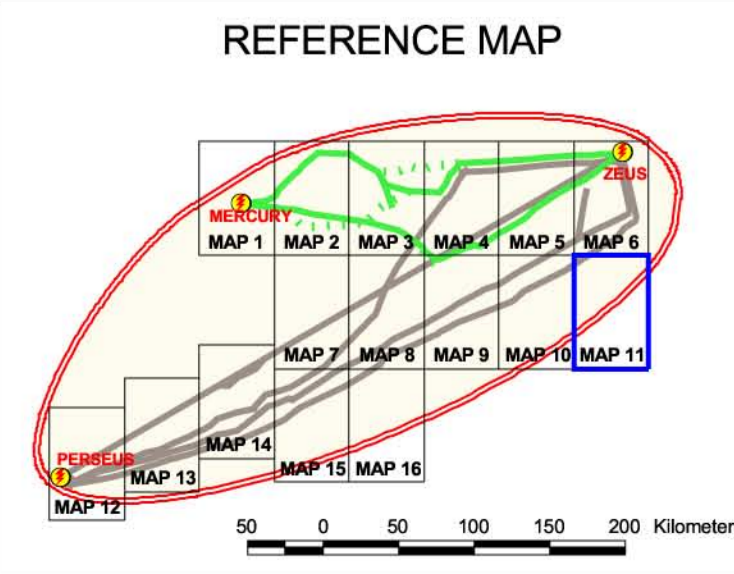 REFERENCE MAP
ZEUS
MERCURY
MAP 1 MAP 2 MAP 3 MAP 4 MAP 5 MAP 6
MAP 7 MAP 8 MAP 9 MAP 10 MAP 11
MAP 14
PERSEUS
MAP 13 MAP 15 MAP 16
MAP 12
50 0 50 100 150 200 Kilometer